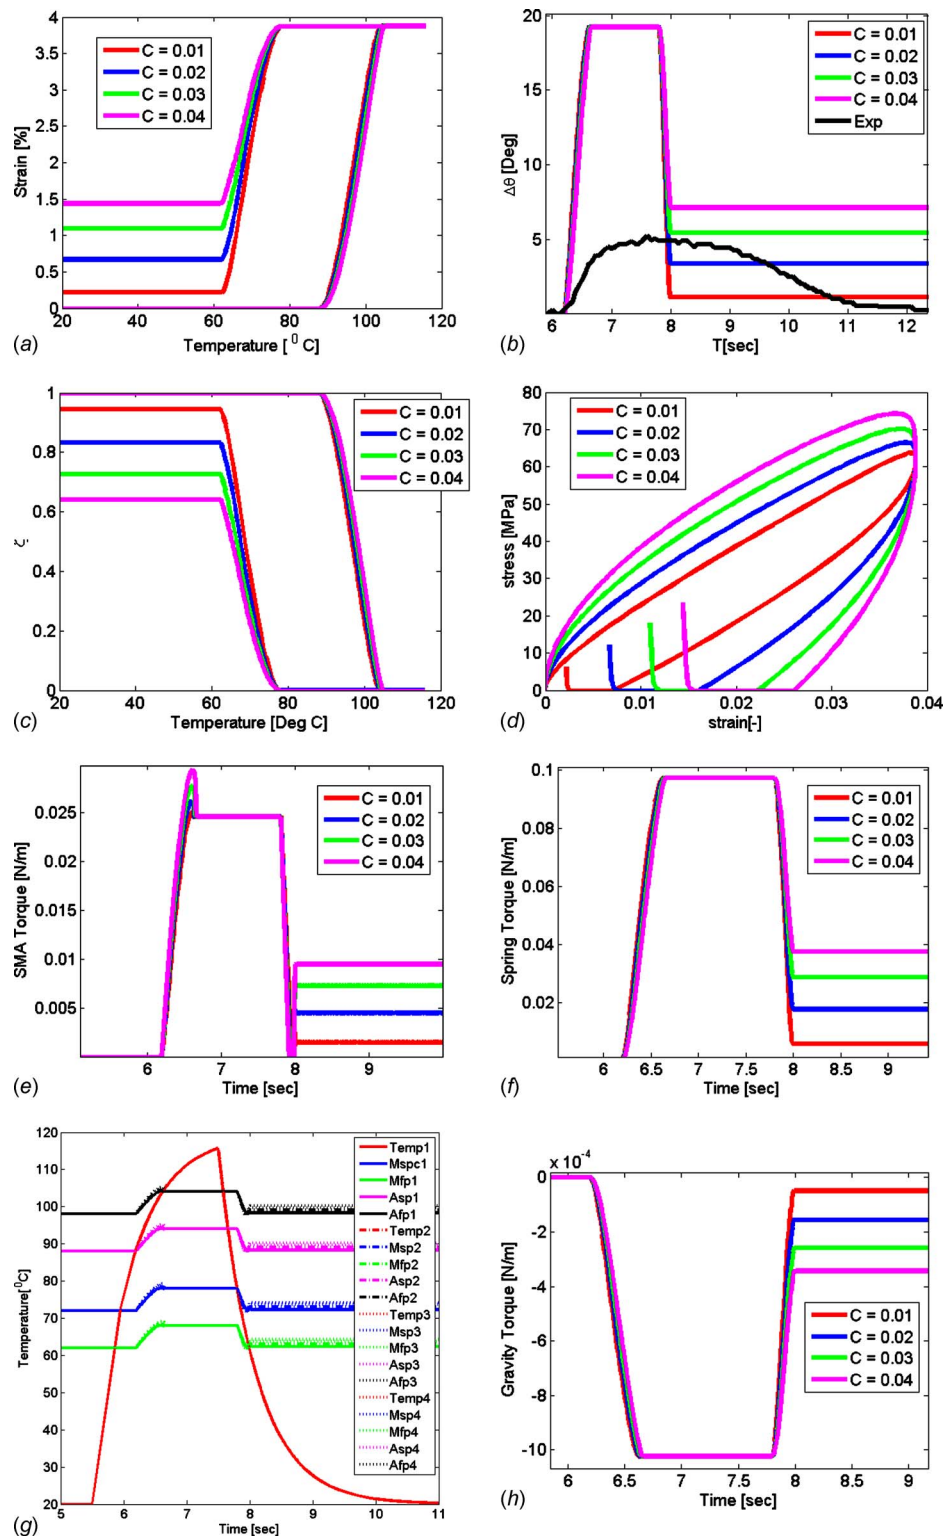 4
3.5
3
2.5
2
1.5
1
0.5
0
Strain [%]
C = 0.01
C = 0.02
C = 0.03
C = 0.04
20 40 60 80 100 120
Temperature [ ⁰ C]
(a)
20
15
10
5
0
Δθ [Deg]
C = 0.01
C = 0.02
C = 0.03
C = 0.04
Exp
6 7 8 9 10 11 12
T[sec]
(b)
1
0.8
0.6
0.4
0.2
0
ξ
C = 0.01
C = 0.02
C = 0.03
C = 0.04
20 40 60 80 100 120
Temperature [Deg C]
(c)
80
70
60
50
40
30
20
10
0
stress [MPa]
C = 0.01
C = 0.02
C = 0.03
C = 0.04
0 0.01 0.02 0.03 0.04
strain[-]
(d)
0.025
0.02
0.015
0.01
0.005
SMA Torque [N/m]
C = 0.01
C = 0.02
C = 0.03
C = 0.04
6 7 8 9
Time [sec]
(e)
0.1
0.08
0.06
0.04
0.02
Spring Torque [N/m]
C = 0.01
C = 0.02
C = 0.03
C = 0.04
6 6.5 7 7.5 8 8.5 9
Time [sec]
(f)
120
110
100
90
80
70
60
50
40
30
20
Temperature[⁰C]
Temp1
Mspc1
Mfp1
Asp1
Afp1
Temp2
Msp2
Mfp2
Asp2
Afp2
Temp3
Msp3
Mfp3
Asp3
Afp3
Temp4
Msp4
Mfp4
Asp4
Afp4
5 6 7 8 9 10 11
Time [sec]
(g)
x 10⁻⁴
0
-2
-4
-6
-8
-10
Gravity Torque [N/m]
C = 0.01
C = 0.02
C = 0.03
C = 0.04
6 6.5 7 7.5 8 8.5 9
Time [sec]
(h)